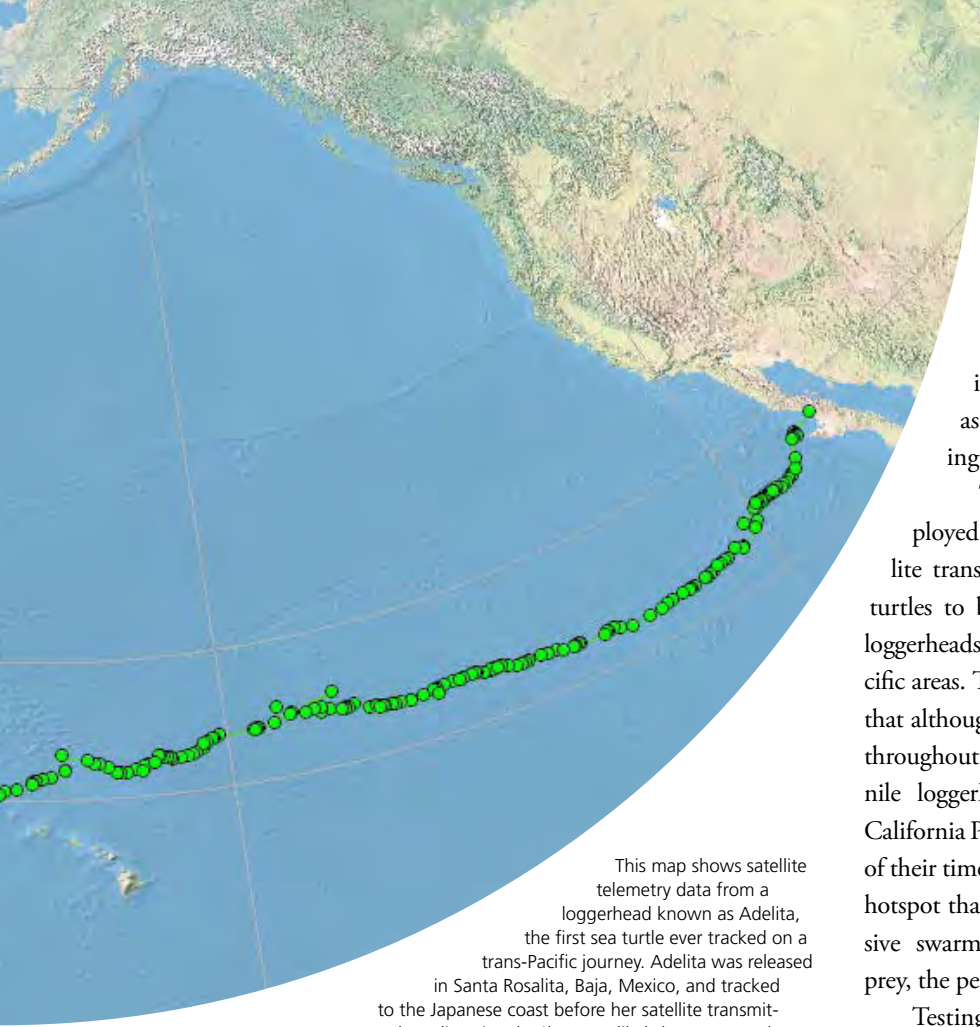 This map shows satellite
telemetry data from a
loggerhead known as Adelita,
the first sea turtle ever tracked on a
trans-Pacific journey. Adelita was released
in Santa Rosalita, Baja, Mexico, and tracked
to the Japanese coast before her satellite transmit-
i
as
ing
ployed
lite trans
turtles to
loggerheads
cific areas.
that althoug
throughout
nile logger
California P
of their time
hotspot tha
sive swarm
prey, the pe
Testing